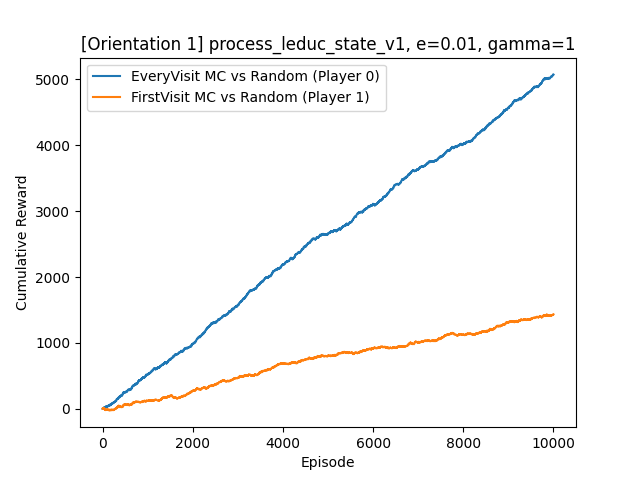 [Orientation 1] process_leduc_state_v1, e=0.01, gamma=1
EveryVisit MC vs Random (Player 0)
FirstVisit MC vs Random (Player 1)
Cumulative Reward
5000
4000
3000
2000
1000
0
0 2000 4000 6000 8000 10000
Episode